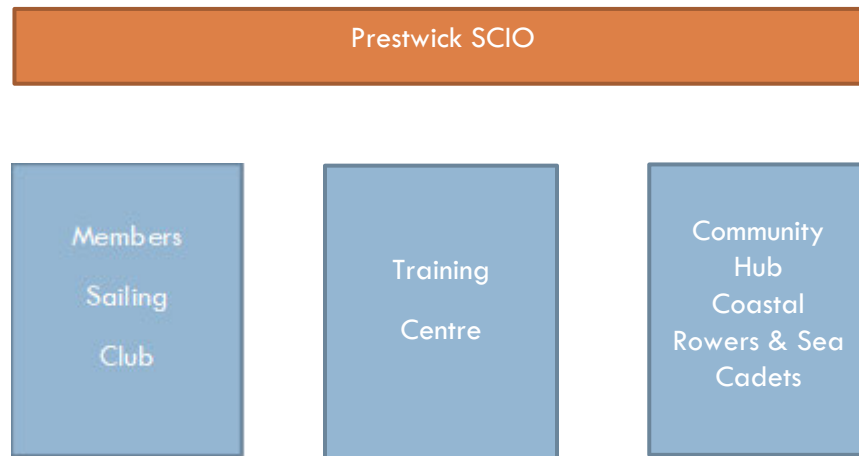 Prestwick SCIO
Members
Sailing
Club
Training
Centre
Community
Hub
Coastal
Rowers & Sea
Cadets